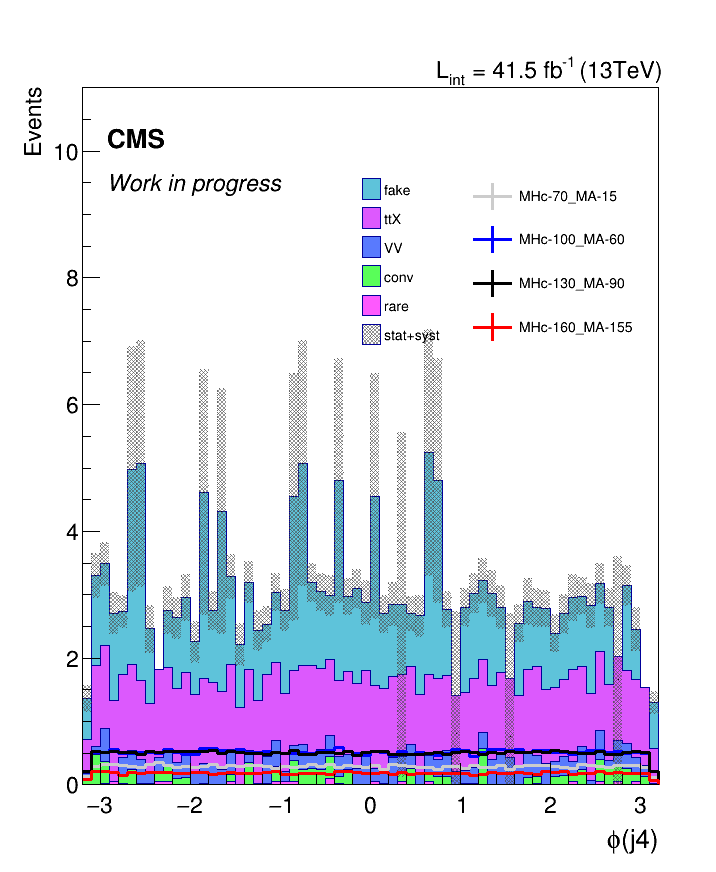 L_int = 41.5 fb^-1 (13TeV)
Events
CMS
Work in progress
fake
ttX
VV
conv
rare
stat+syst
MHc-70_MA-15
MHc-100_MA-60
MHc-130_MA-90
MHc-160_MA-155
10
8
6
4
2
0
−3 −2 −1 0 1 2 3
ϕ(j4)